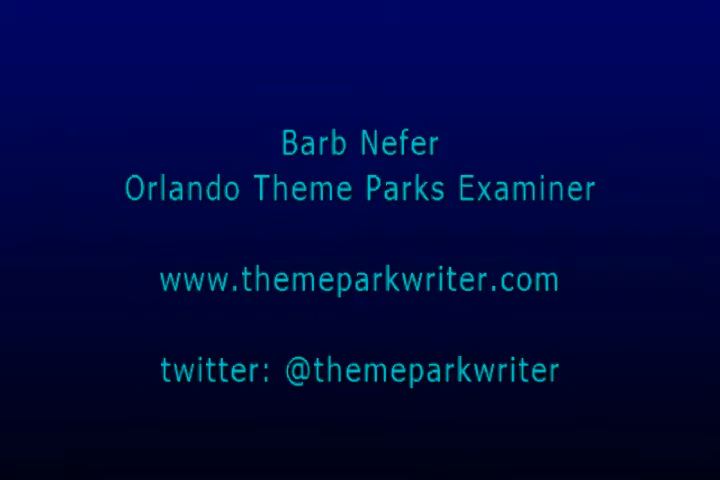 Barb Nefer
Orlando Theme Parks Examiner
www.themeparkwriter.com
twitter: @themeparkwriter